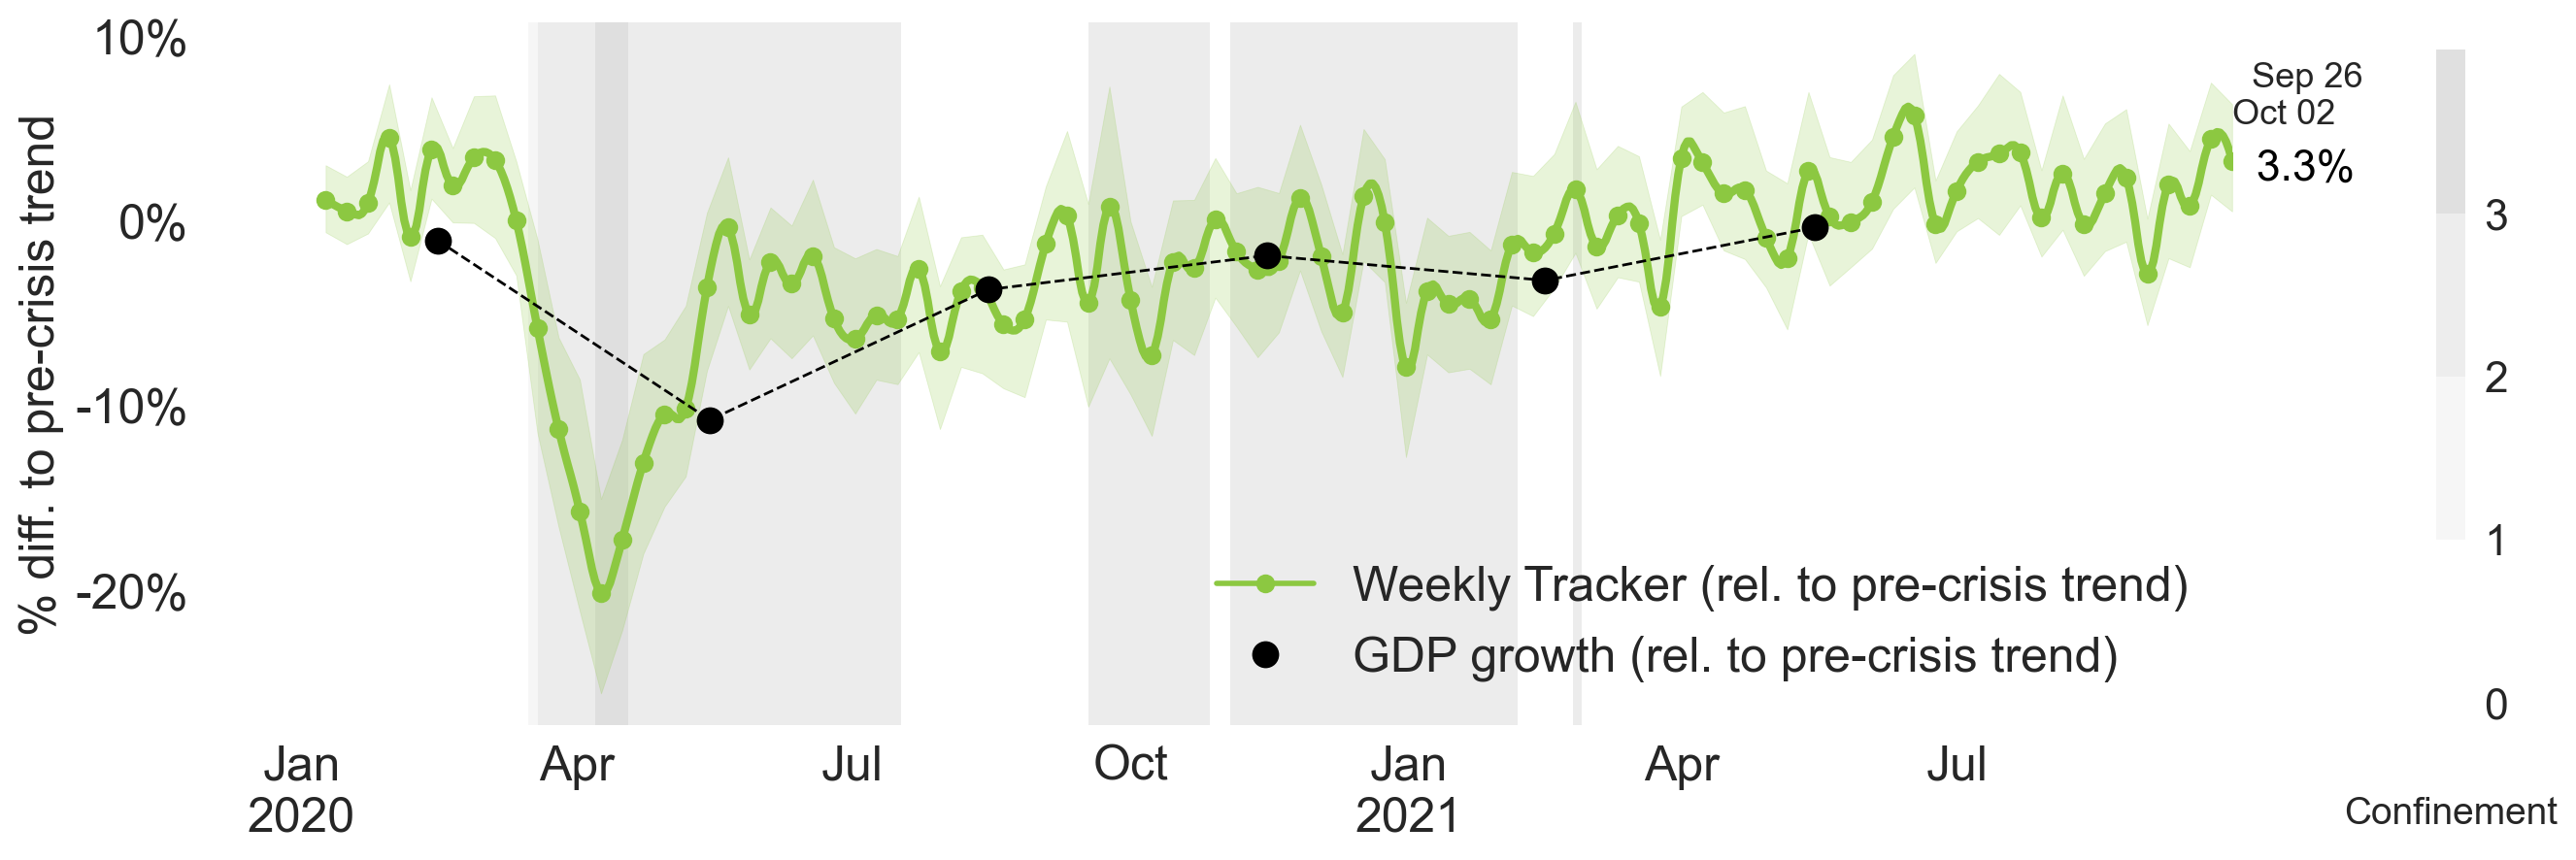 10%
0%
-10%
-20%
% diff. to pre-crisis trend
Sep 26
Oct 02
3.3%
Weekly Tracker (rel. to pre-crisis trend)
GDP growth (rel. to pre-crisis trend)
3
2
1
0
Jan
2020
Apr
Jul
Oct
Jan
2021
Apr
Jul
Confinement